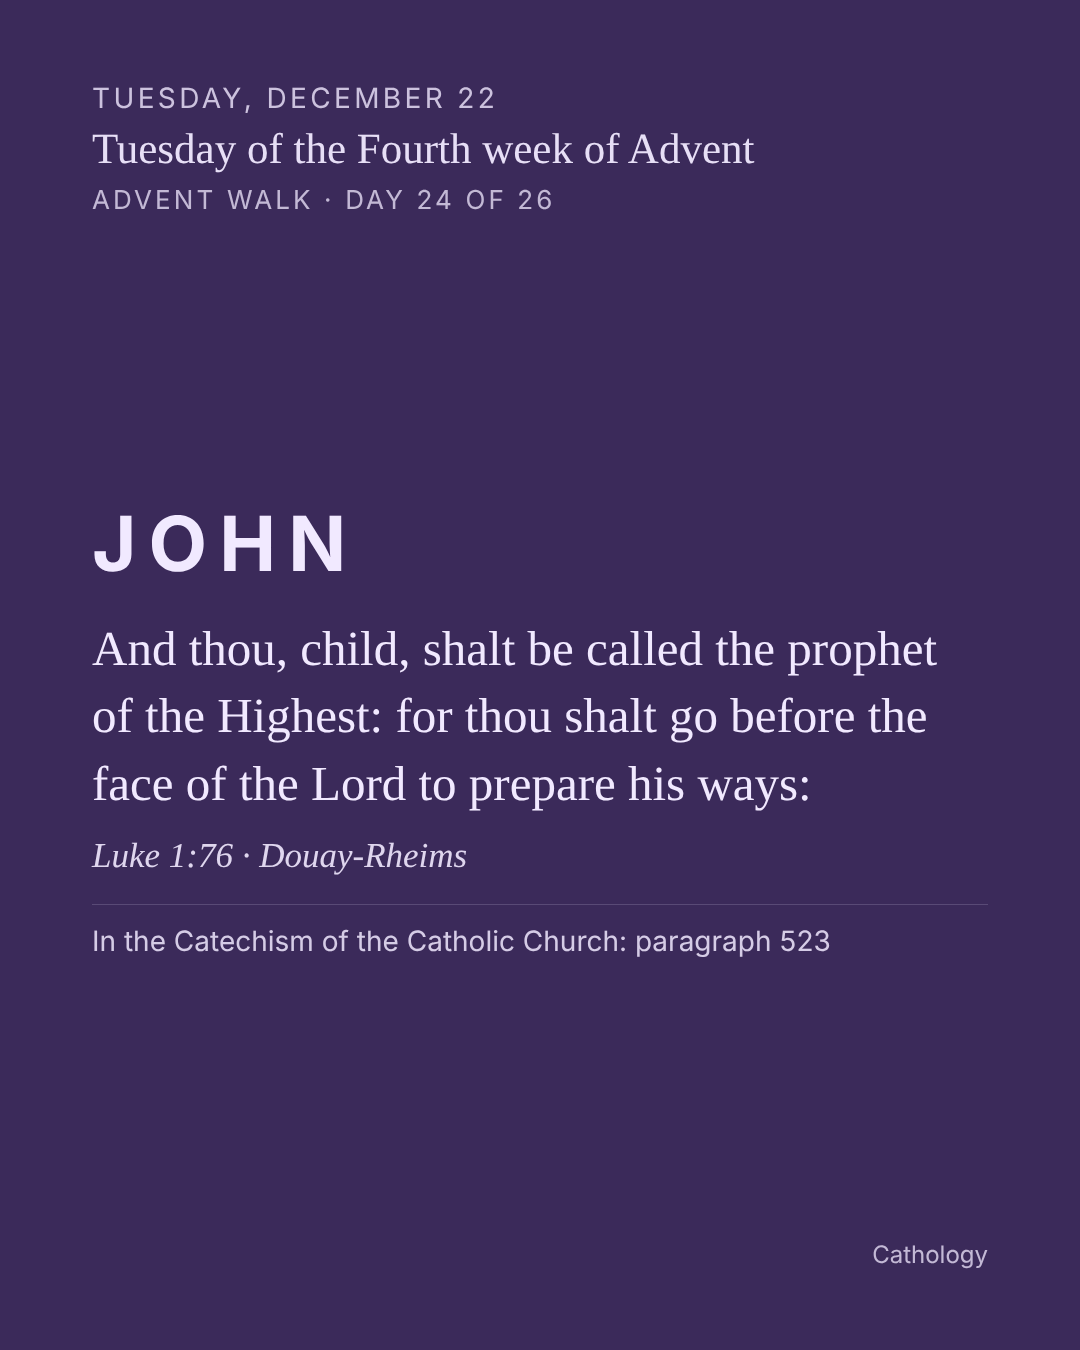 TUESDAY, DECEMBER 22
Tuesday of the Fourth week of Advent
ADVENT WALK · DAY 24 OF 26
JOHN
And thou, child, shalt be called the prophet
of the Highest: for thou shalt go before the
face of the Lord to prepare his ways:
Luke 1:76 · Douay-Rheims
In the Catechism of the Catholic Church: paragraph 523
Cathology